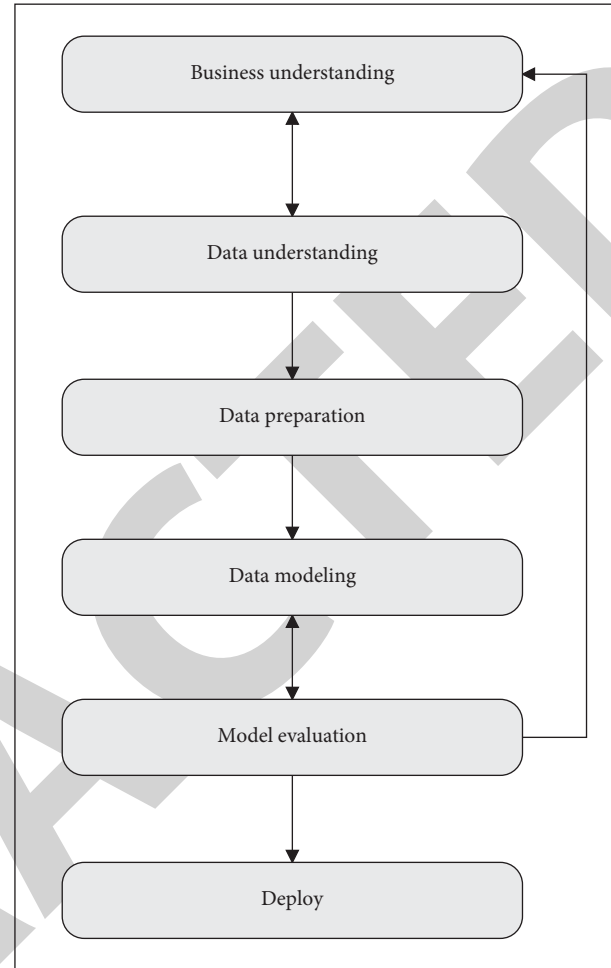 Business understanding
Data understanding
Data preparation
Data modeling
Model evaluation
Deploy